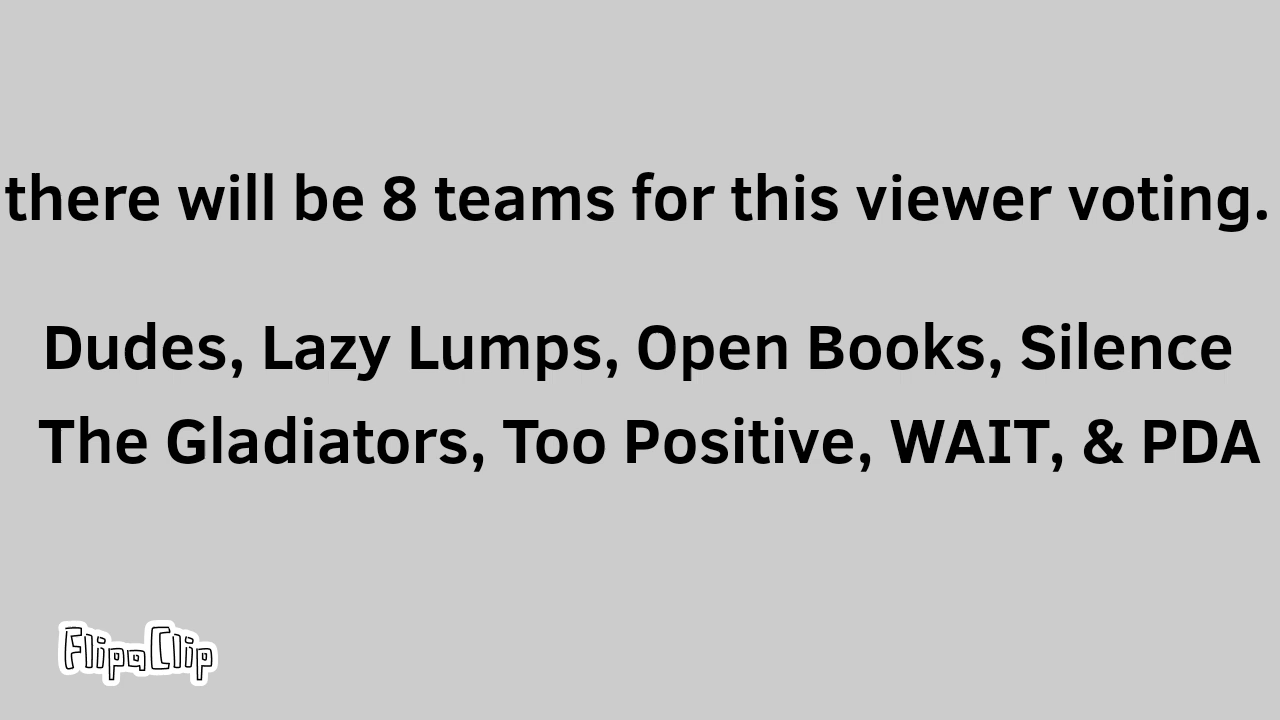 there will be 8 teams for this viewer voting.
Dudes, Lazy Lumps, Open Books, Silence
The Gladiators, Too Positive, WAIT, & PDA
FlipaClip